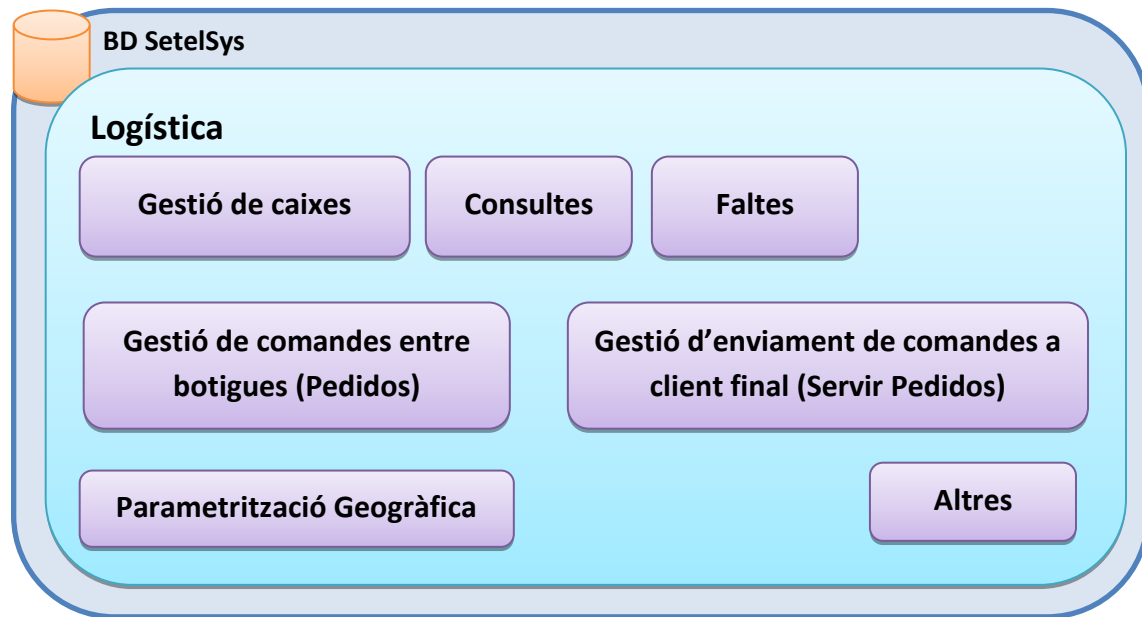 BD SetelSys
Logística
Gestió de caixes
Consultes
Faltes
Gestió de comandes entre
botigues (Pedidos)
Gestió d’enviament de comandes a
client final (Servir Pedidos)
Parametrització Geogràfica
Altres